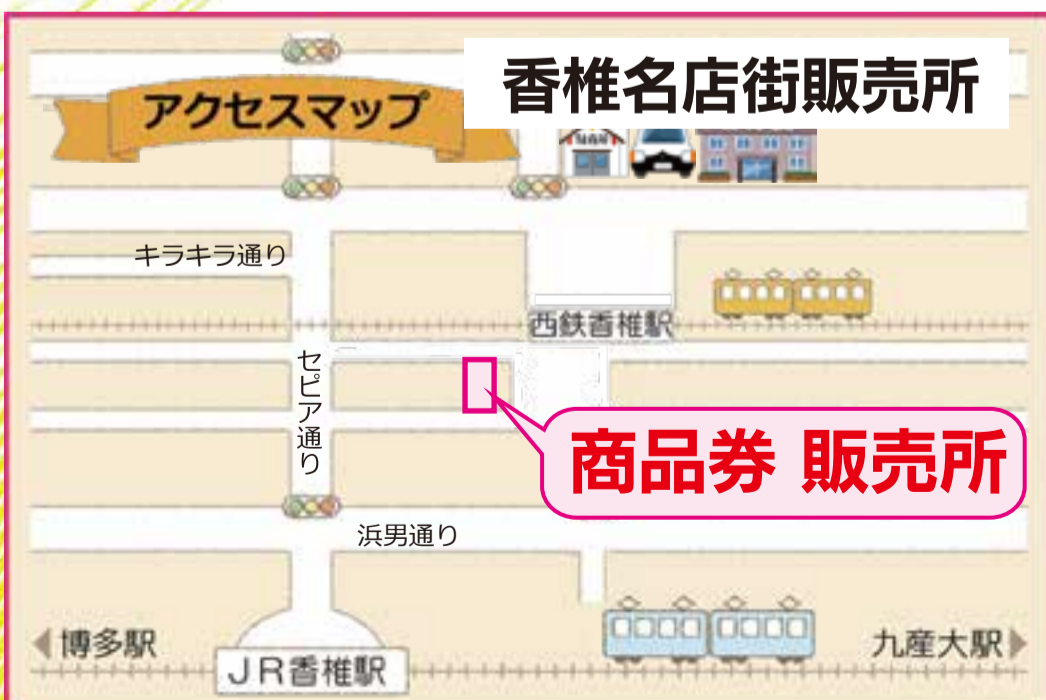 香椎名店街販売所
アクセスマップ
キラキラ通り
西鉄香椎駅
セピア通り
商品券 販売所
浜男通り
博多駅
JR香椎駅
九産大駅